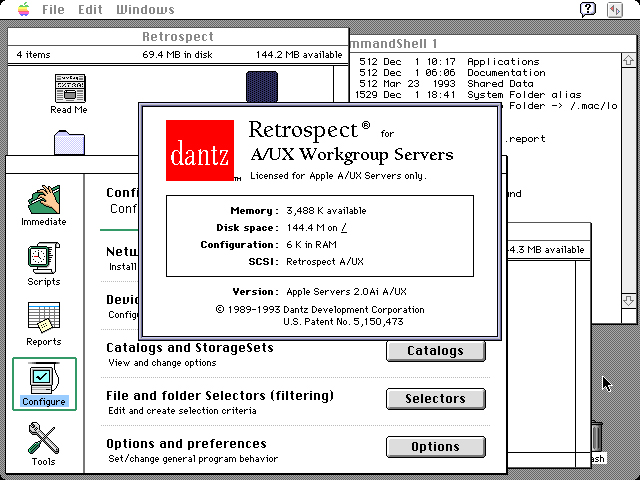 File Edit Windows
Retrospect
4 items 69.4 MB in disk 144.2 MB available
Read Me
mmandShell 1
512 Dec 1 10:17 Applications
512 Dec 1 06:06 Documentation
512 Mar 23 1993 Shared Data
1529 Dec 1 18:41 System Folder alias
Folder -> /.mac/lo
.report
nd
4.3 MB available
dantz TM
Retrospect® for
A/UX Workgroup Servers
Licensed for Apple A/UX Servers only.
Memory: 3,488 K available
Disk space: 144.4 M on /
Configuration: 6 K in RAM
SCSI: Retrospect A/UX
Version: Apple Servers 2.0Ai A/UX
© 1989-1993 Dantz Development Corporation
U.S. Patent No. 5,150,473
Immediate
Scripts
Reports
Configure
Tools
Confi
Conf
Netw
Install
Devic
Configu
Catalogs and StorageSets
View and change options
Catalogs
File and folder Selectors (filtering)
Edit and create selection criteria
Selectors
Options and preferences
Set/change general program behavior
Options
ash